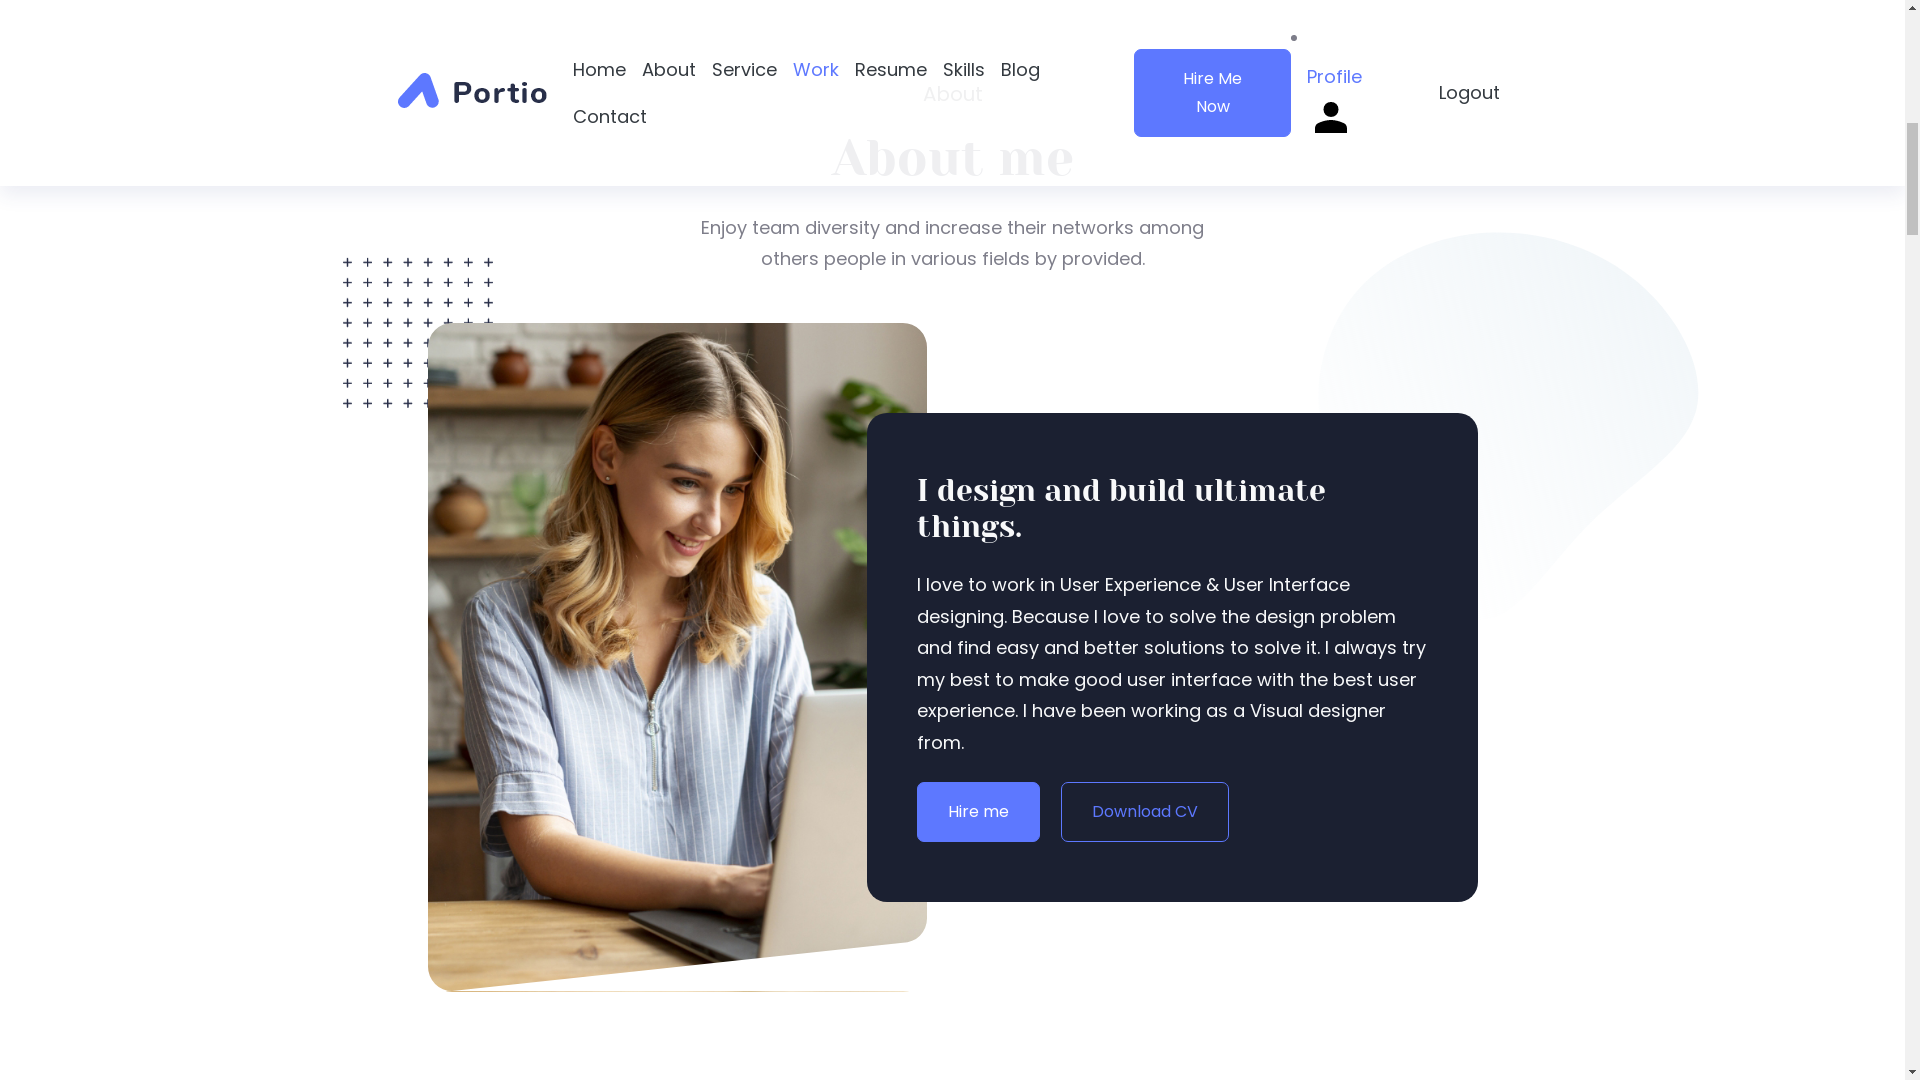 Portio
Home About Service Work Resume Skills Blog
Contact
Hire Me
Now
Profile
Logout
About
About me
Enjoy team diversity and increase their networks among
others people in various fields by provided.
I design and build ultimate
things.
I love to work in User Experience & User Interface
designing. Because I love to solve the design problem
and find easy and better solutions to solve it. I always try
my best to make good user interface with the best user
experience. I have been working as a Visual designer
from.
Hire me
Download CV